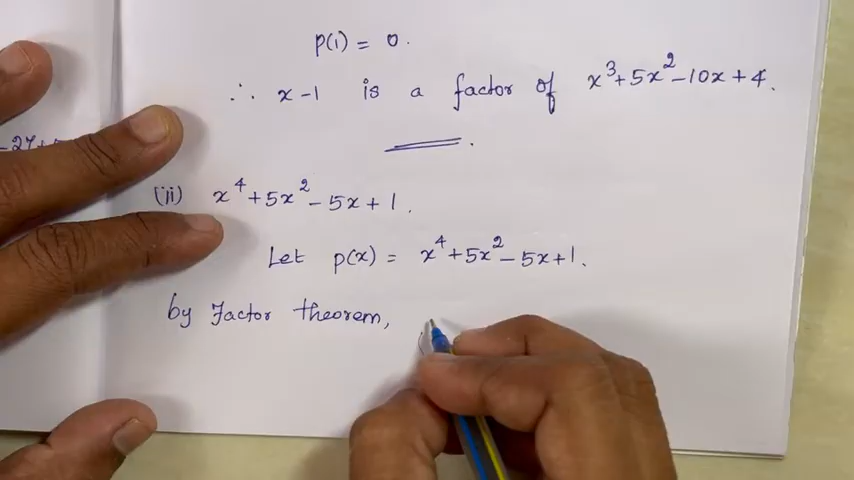 p(1) = 0.
∴ x-1 is a factor of x³+5x²-10x+4.
(ii) x⁴+5x²-5x+1.
Let p(x) = x⁴+5x²-5x+1.
by Factor theorem,